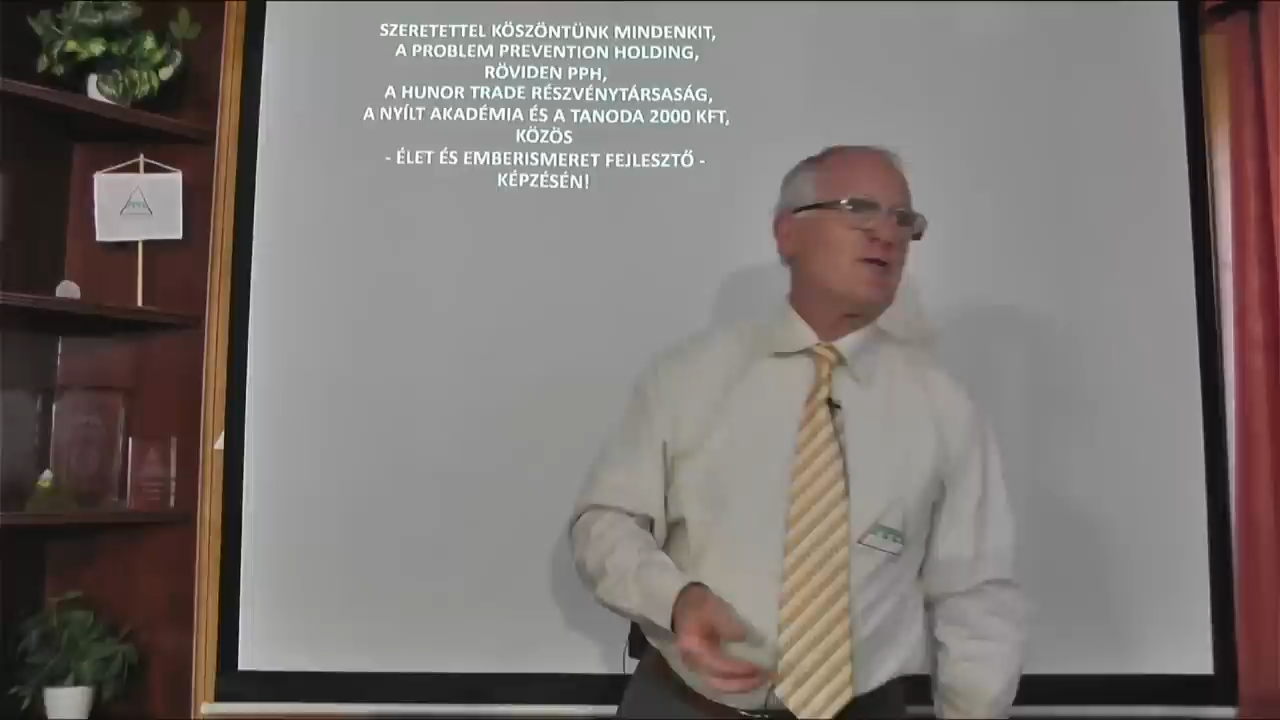 SZERETETTEL KÖSZÖNTÜNK MINDENKIT,
A PROBLEM PREVENTION HOLDING,
RÖVIDEN PPH,
A HUNOR TRADE RÉSZVÉNYTÁRSASÁG,
A NYÍLT AKADÉMIA ÉS A TANODA 2000 KFT,
KÖZÖS
- ÉLET ÉS EMBERISMERET FEJLESZTŐ -
KÉPZÉSÉN!